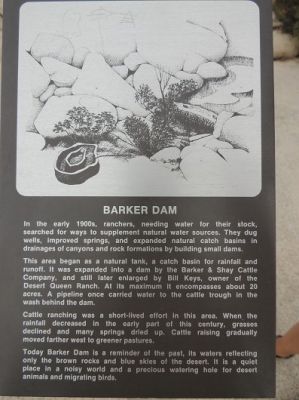 BARKER DAM
In the early 1900s, ranchers, needing water for their stock,
searched for ways to supplement natural water sources. They dug
wells, improved springs, and expanded natural catch basins in
drainages of canyons and rock formations by building small dams.
This area began as a natural tank, a catch basin for rainfall and
runoff. It was expanded into a dam by the Barker & Shay Cattle
Company, and still later enlarged by Bill Keys, owner of the
Desert Queen Ranch. At its maximum it encompasses about 20
acres. A pipeline once carried water to the cattle trough in the
wash behind the dam.
Cattle ranching was a short-lived effort in this area. When the
rainfall decreased in the early part of this century, grasses
declined and many springs dried up. Cattle raising gradually
moved farther west to greener pastures.
Today Barker Dam is a reminder of the past, its waters reflecting
only the brown rocks and blue skies of the desert. It is a quiet
place in a noisy world and a precious watering hole for desert
animals and migrating birds.